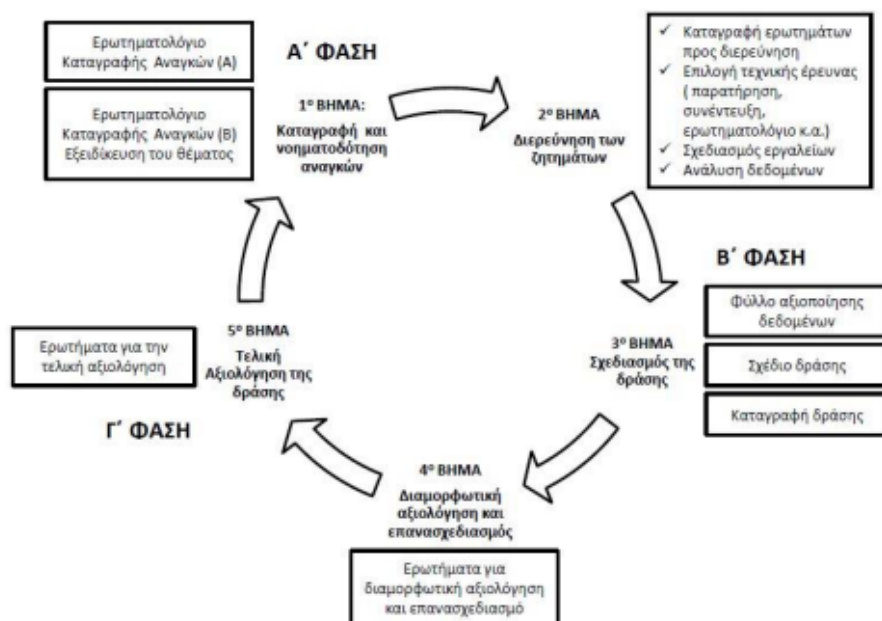 Ερωτηματολόγιο
Καταγραφής Αναγκών (Α)
Ερωτηματολόγιο
Καταγραφής Αναγκών (Β)
Εξειδίκευση του θέματος
Α΄ ΦΑΣΗ
1ο ΒΗΜΑ:
Καταγραφή και
νοηματοδότηση
αναγκών
2ο ΒΗΜΑ
Διερεύνηση των
ζητημάτων
✓ Καταγραφή ερωτημάτων
προς διερεύνηση
✓ Επιλογή τεχνικής έρευνας
( παρατήρηση,
συνέντευξη,
ερωτηματολόγιο κ.α.)
✓ Σχεδιασμός εργαλείων
✓ Ανάλυση δεδομένων
Β΄ ΦΑΣΗ
3ο ΒΗΜΑ
Σχεδιασμός της
δράσης
Φύλλο αξιοποίησης
δεδομένων
Σχέδιο δράσης
Καταγραφή δράσης
4ο ΒΗΜΑ
Διαμορφωτική
αξιολόγηση και
επανασχεδιασμός
Ερωτήματα για
διαμορφωτική αξιολόγηση
και επανασχεδιασμό
Γ΄ ΦΑΣΗ
5ο ΒΗΜΑ
Τελική
Αξιολόγηση της
δράσης
Ερωτήματα για την
τελική αξιολόγηση